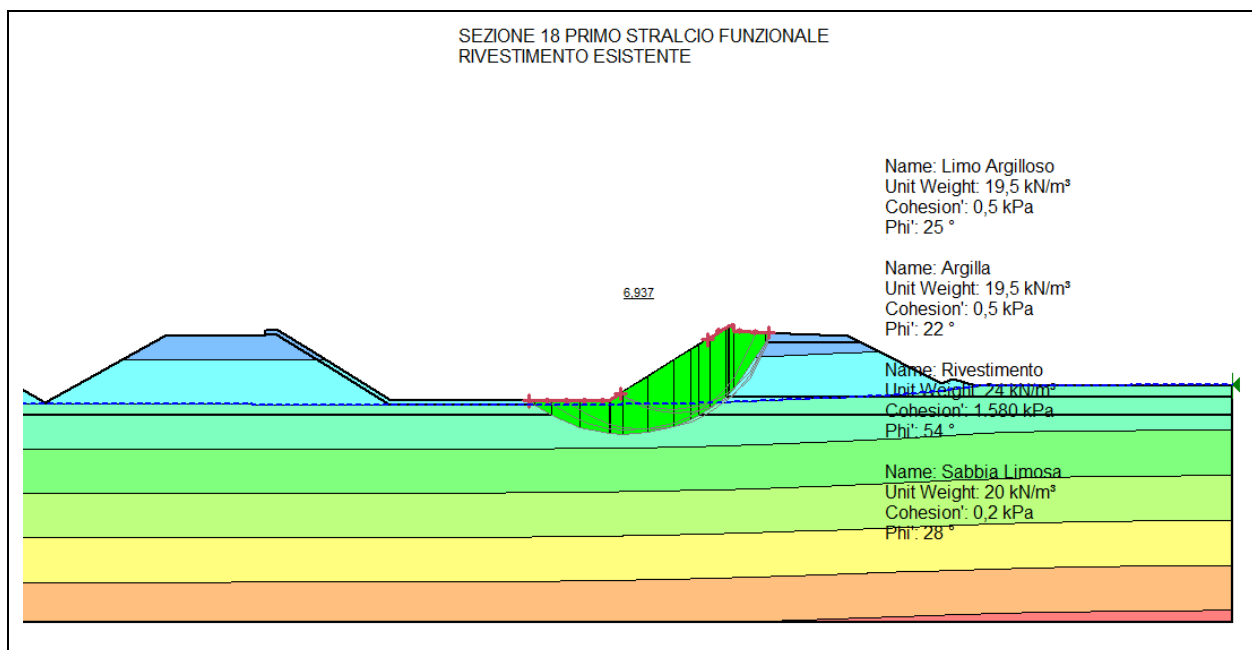 SEZIONE 18 PRIMO STRALCIO FUNZIONALE
RIVESTIMENTO ESISTENTE
Name: Limo Argilloso
Unit Weight: 19,5 kN/m³
Cohesion': 0,5 kPa
Phi': 25 °
Name: Argilla
Unit Weight: 19,5 kN/m³
Cohesion': 0,5 kPa
Phi': 22 °
6,937
Name: Rivestimento
Unit Weight: 24 kN/m³
Cohesion': 1.580 kPa
Phi': 54 °
Name: Sabbia Limosa
Unit Weight: 20 kN/m³
Cohesion': 0,2 kPa
Phi': 28 °